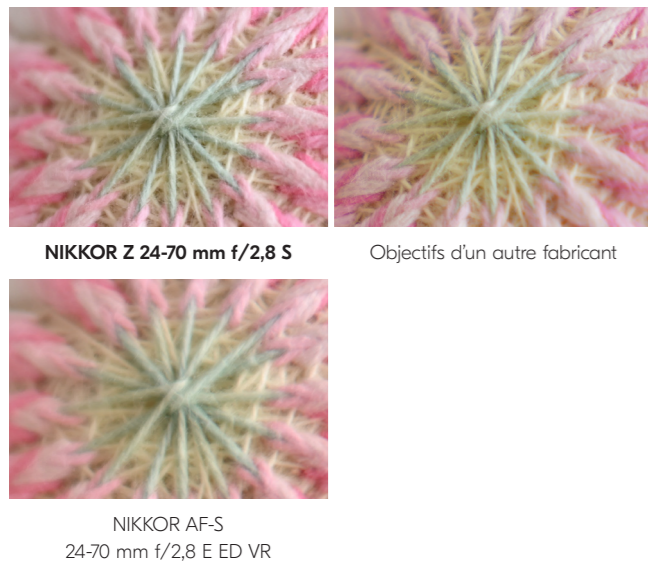 NIKKOR Z 24-70 mm f/2,8 S
Objectifs d'un autre fabricant
NIKKOR AF-S
24-70 mm f/2,8 E ED VR